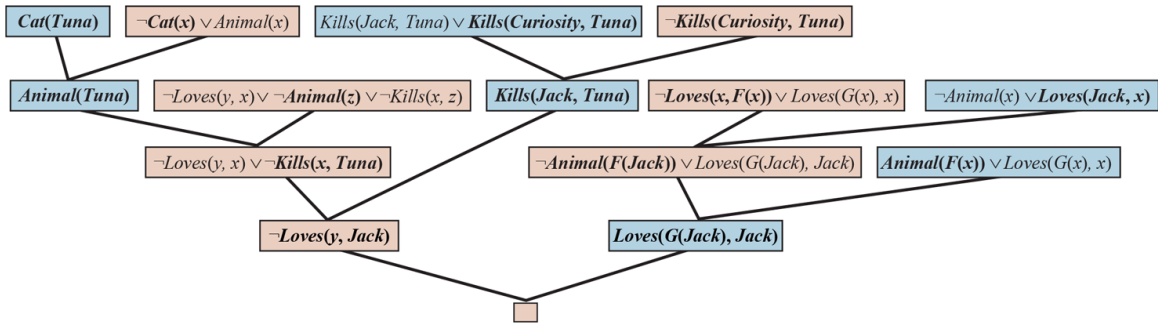 Cat(Tuna) ¬Cat(x) ∨ Animal(x) Kills(Jack, Tuna) ∨ Kills(Curiosity, Tuna) ¬Kills(Curiosity, Tuna)
Animal(Tuna) ¬Loves(y, x) ∨ ¬Animal(z) ∨ ¬Kills(x, z) Kills(Jack, Tuna) ¬Loves(x, F(x)) ∨ Loves(G(x), x) ¬Animal(x) ∨ Loves(Jack, x)
¬Loves(y, x) ∨ ¬Kills(x, Tuna) ¬Animal(F(Jack)) ∨ Loves(G(Jack), Jack) Animal(F(x)) ∨ Loves(G(x), x)
¬Loves(y, Jack) Loves(G(Jack), Jack)